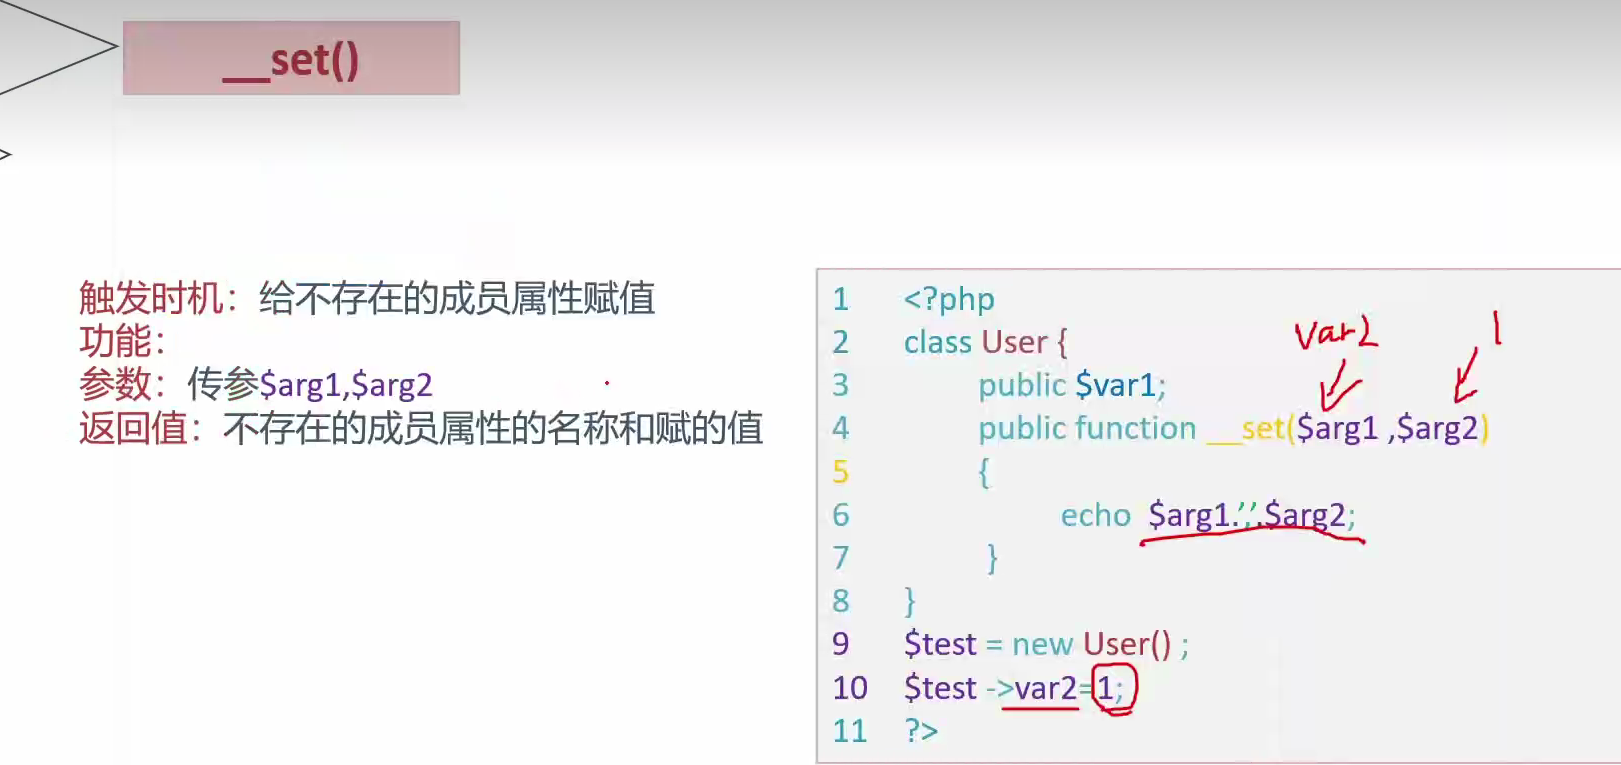 __set()
触发时机：给不存在的成员属性赋值
功能：
参数：传参$arg1,$arg2
返回值：不存在的成员属性的名称和赋的值
1 <?php
2 class User {
var2 1
3 public $var1;
4 public function __set($arg1 ,$arg2)
5 {
6 echo $arg1.','.$arg2;
7 }
8 }
9 $test = new User() ;
10 $test ->var2=1;
11 ?>